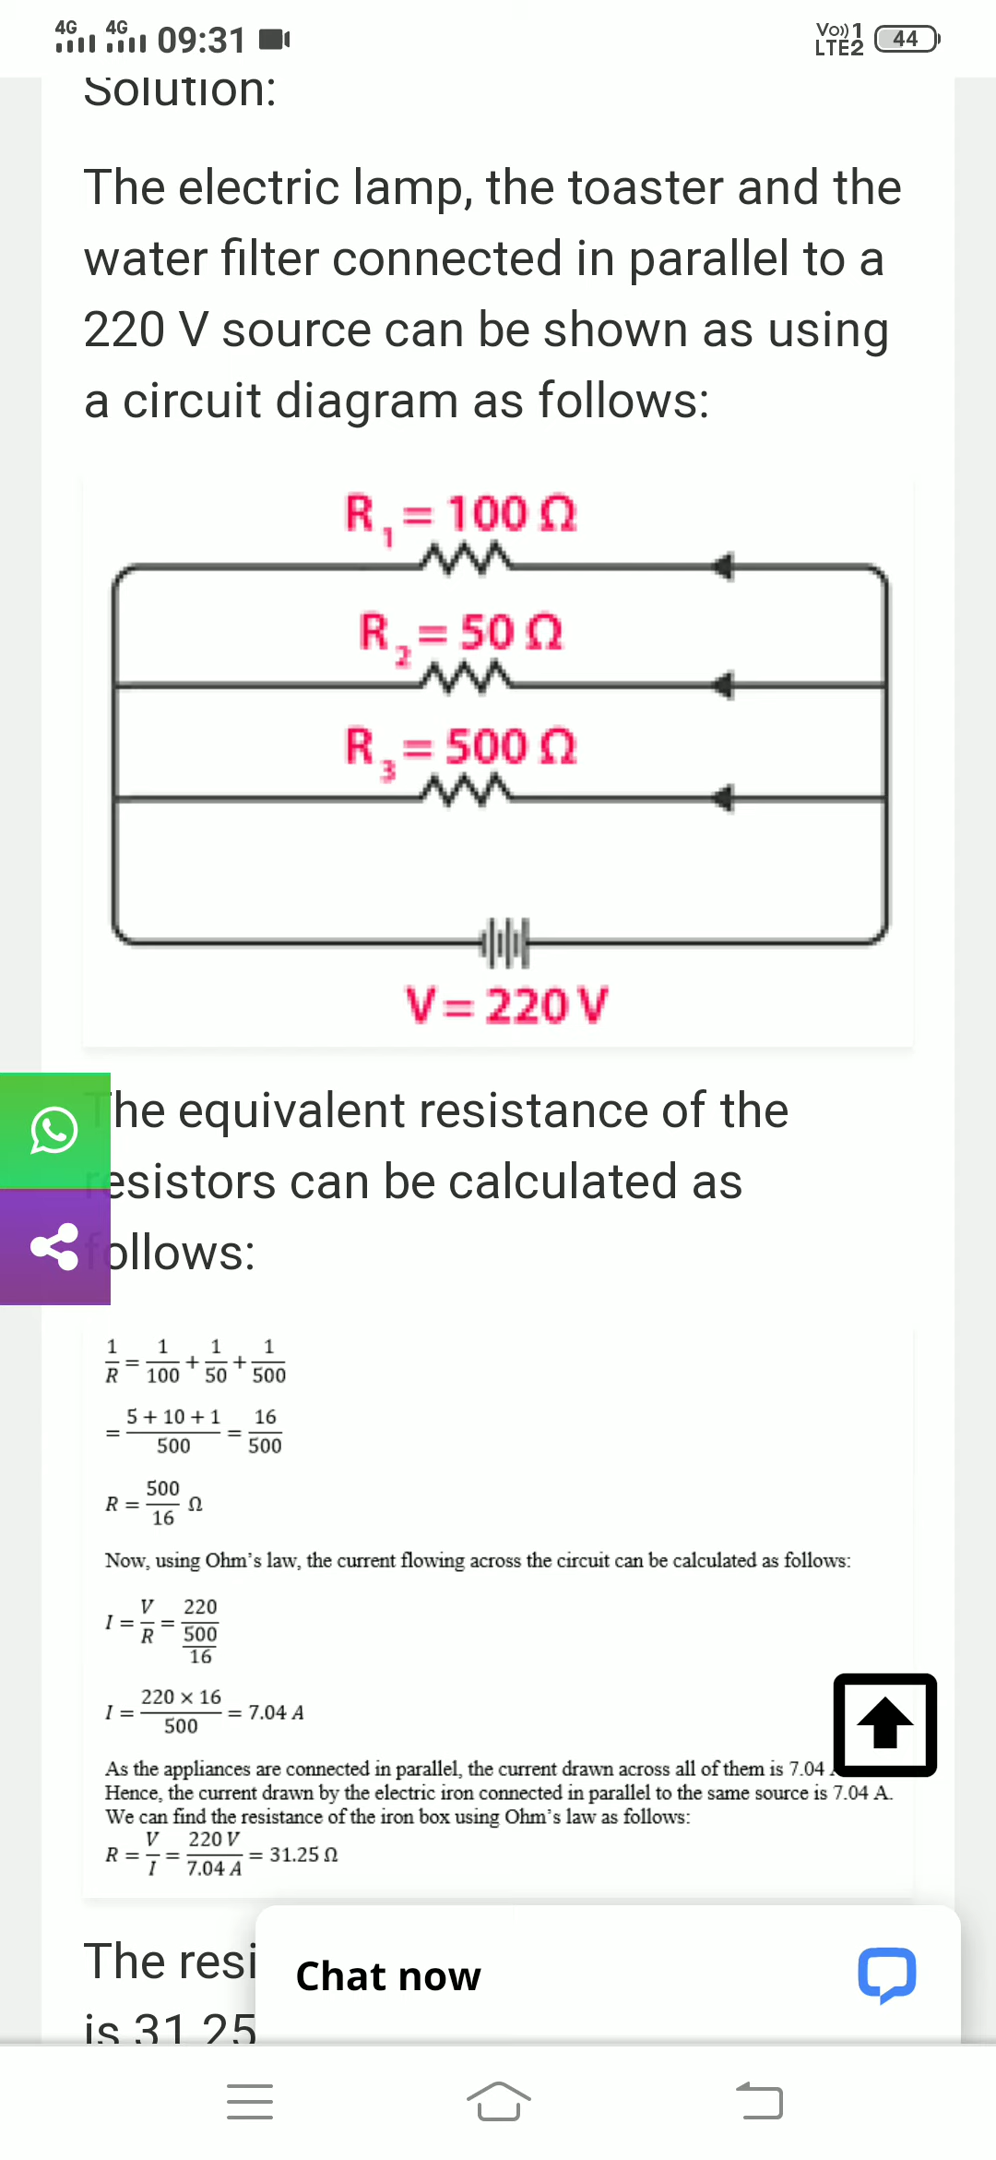 4G 4G 09:31 Vo)) 1 LTE2 44
Solution:
The electric lamp, the toaster and the
water filter connected in parallel to a
220 V source can be shown as using
a circuit diagram as follows:
R₁ = 100 Ω
R₂ = 50 Ω
R₃ = 500 Ω
V = 220 V
The equivalent resistance of the
resistors can be calculated as
follows:
1/R = 1/100 + 1/50 + 1/500
= (5 + 10 + 1)/500 = 16/500
R = 500/16 Ω
Now, using Ohm's law, the current flowing across the circuit can be calculated as follows:
I = V/R = 220/(500/16)
I = (220 × 16)/500 = 7.04 A
As the appliances are connected in parallel, the current drawn across all of them is 7.04
Hence, the current drawn by the electric iron connected in parallel to the same source is 7.04 A.
We can find the resistance of the iron box using Ohm's law as follows:
R = V/I = 220 V/7.04 A = 31.25 Ω
The resi
is 31.25
Chat now